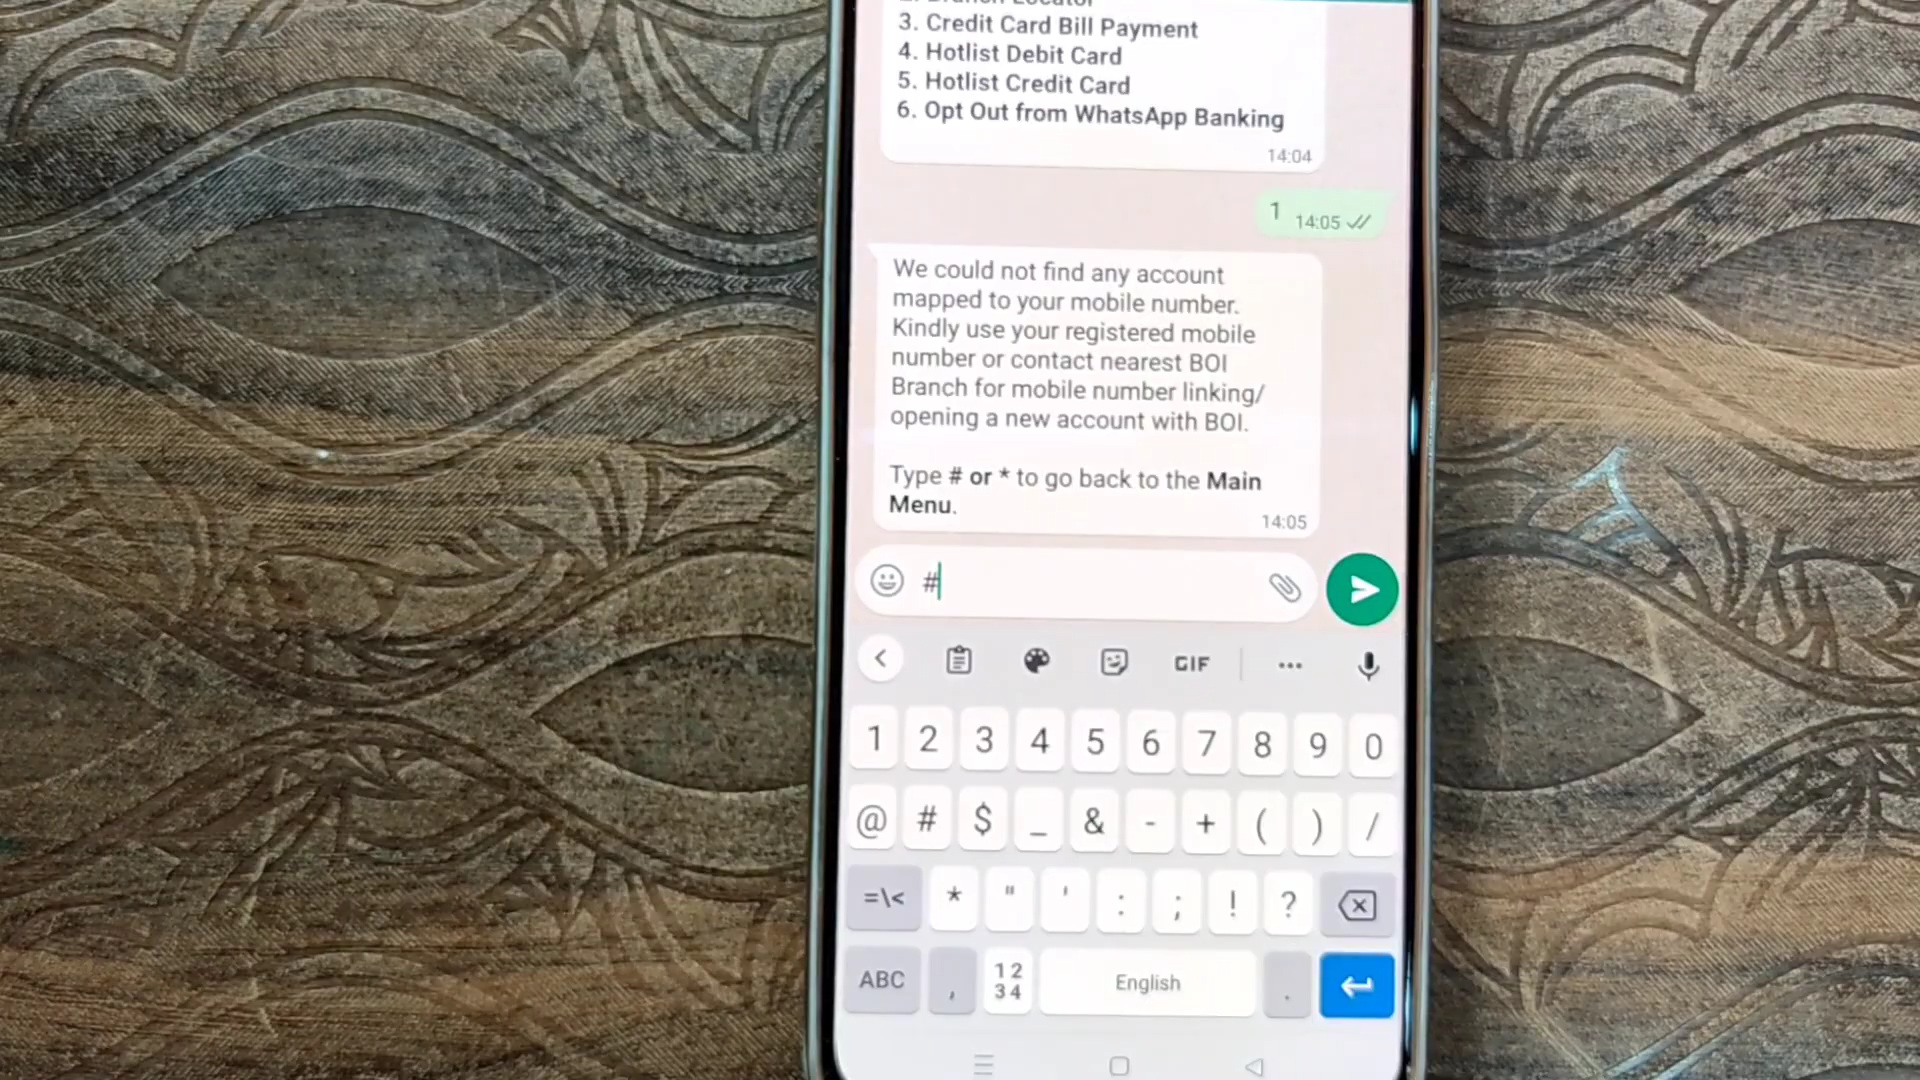 2. Branch Locator
3. Credit Card Bill Payment
4. Hotlist Debit Card
5. Hotlist Credit Card
6. Opt Out from WhatsApp Banking
14:04
1 14:05
We could not find any account
mapped to your mobile number.
Kindly use your registered mobile
number or contact nearest BOI
Branch for mobile number linking/
opening a new account with BOI.
Type # or * to go back to the Main
Menu.
14:05
#
GIF
1 2 3 4 5 6 7 8 9 0
@ # $ _ & - + ( ) /
=\< * " ' : ; ! ?
ABC , 12 34 English .